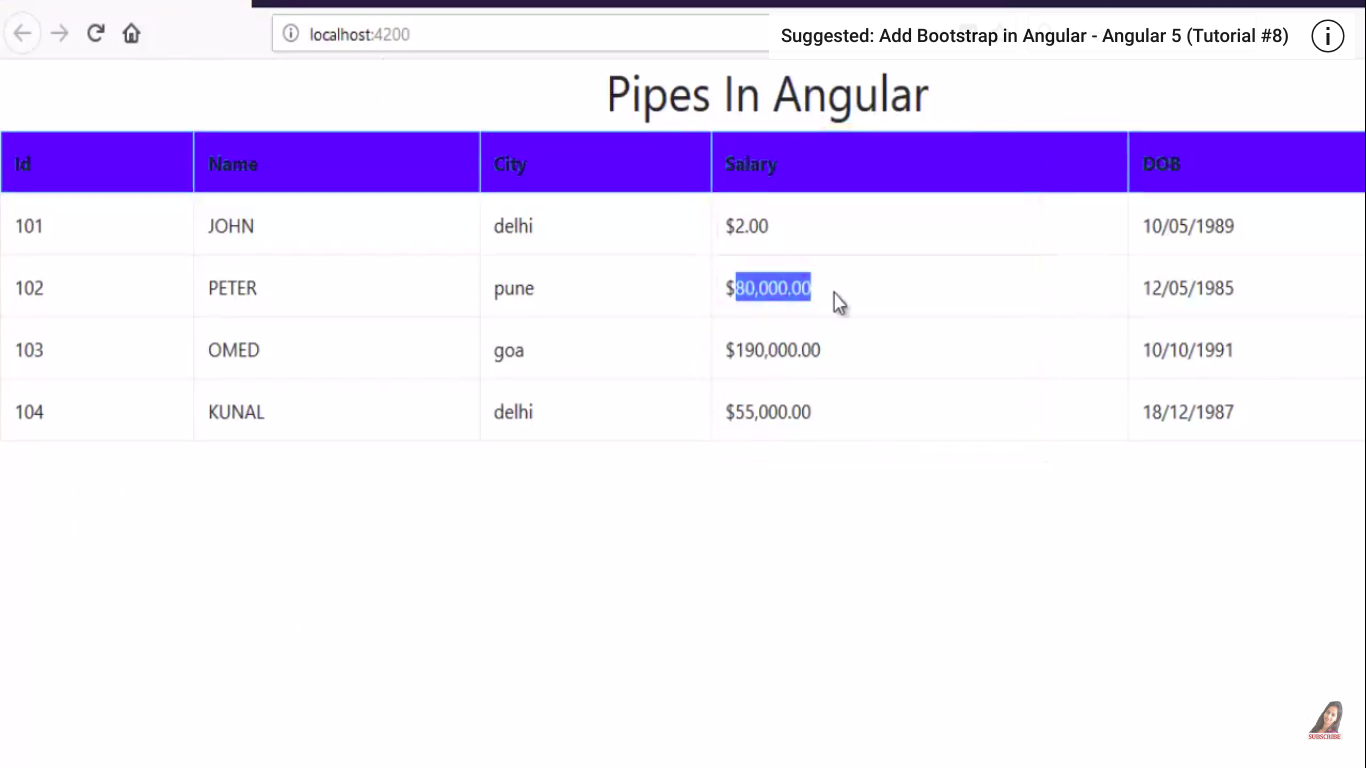 localhost:4200
Suggested: Add Bootstrap in Angular - Angular 5 (Tutorial #8)
Pipes In Angular
Id Name City Salary DOB
101 JOHN delhi $2.00 10/05/1989
102 PETER pune $80,000.00 12/05/1985
103 OMED goa $190,000.00 10/10/1991
104 KUNAL delhi $55,000.00 18/12/1987
SUBSCRIBE